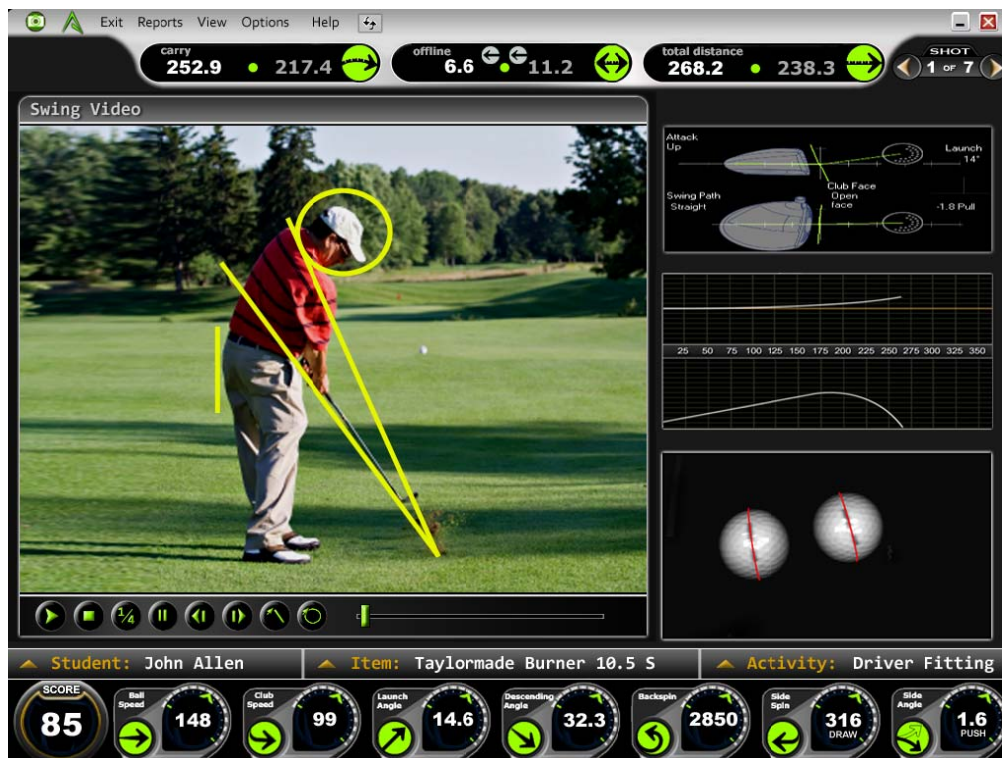 Exit Reports View Options Help
carry
252.9 217.4
offline
6.6 11.2
total distance
268.2 238.3
SHOT
1 OF 7
Swing Video
Attack
Up
Launch
14°
Club Face
Open
face
Swing Path
Straight
-1.8 Pull
25 50 75 100 125 150 175 200 225 250 275 300 325 350
1/4
Student: John Allen
Item: Taylormade Burner 10.5 S
Activity: Driver Fitting
SCORE
85
Ball
Speed
148
Club
Speed
99
Launch
Angle
14.6
Descending
Angle
32.3
Backspin
2850
Side
Spin
316
DRAW
Side
Angle
1.6
PUSH